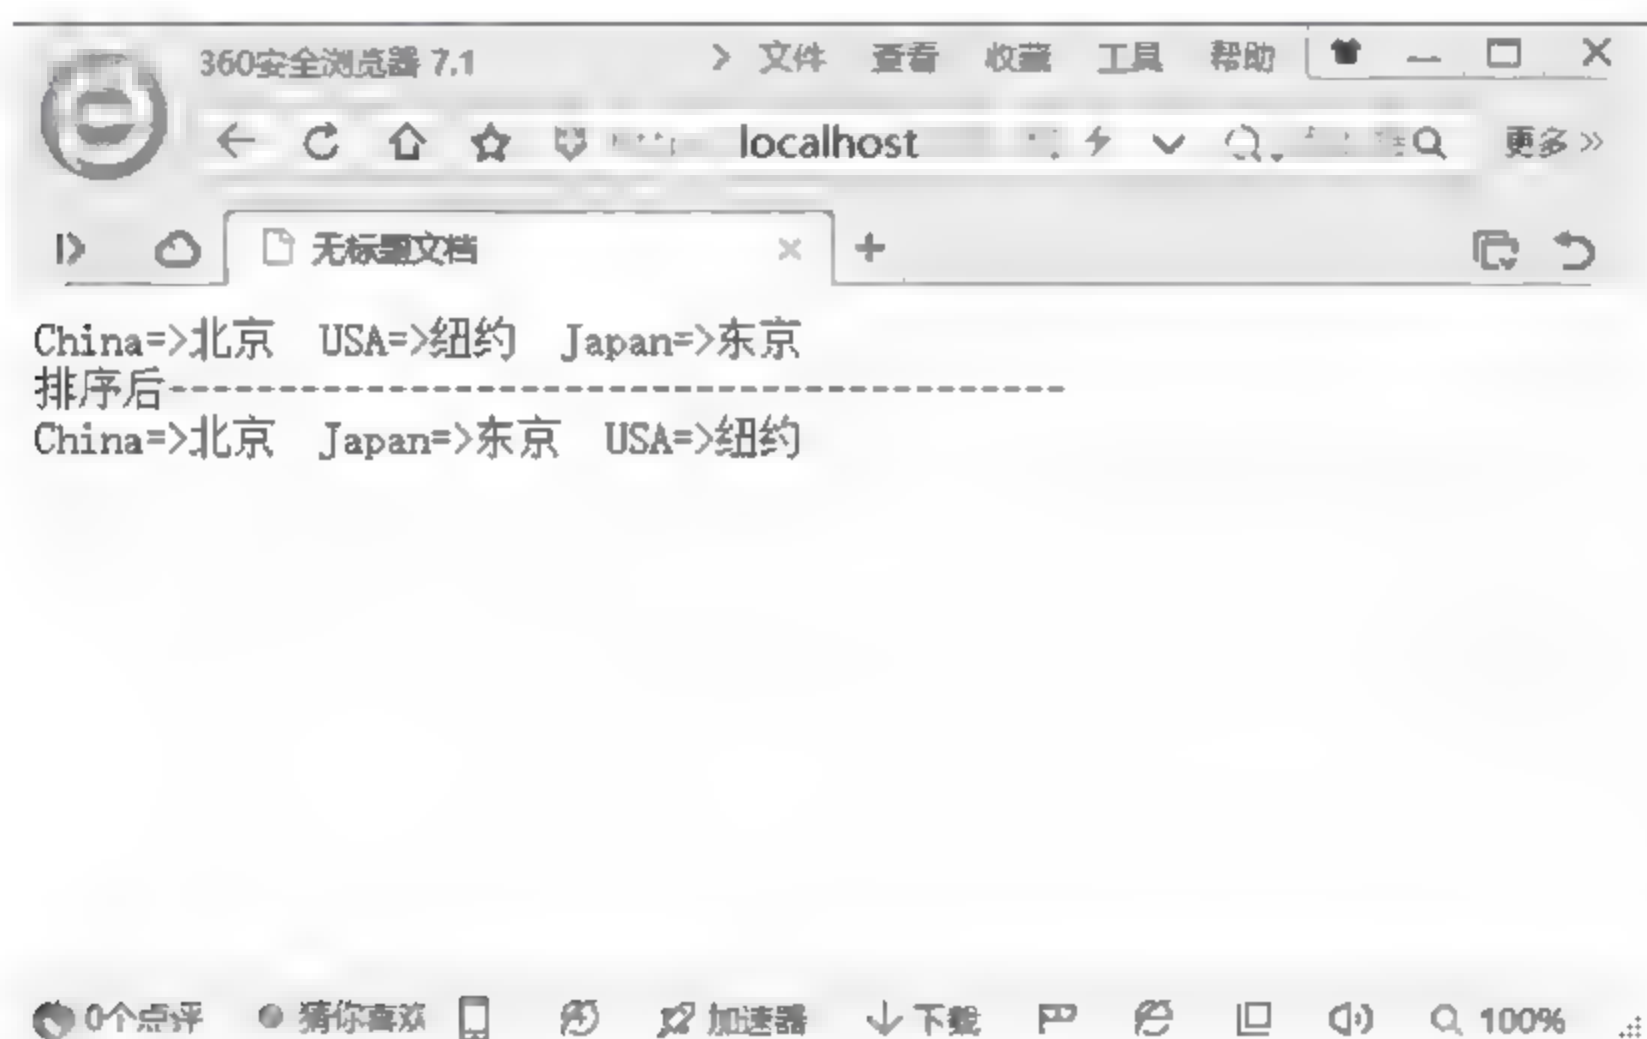 360安全浏览器 7.1 文件 查看 收藏 工具 帮助
localhost 更多
无标题文档
China=>北京 USA=>纽约 Japan=>东京
排序后-----------------------------------------
China=>北京 Japan=>东京 USA=>纽约
0个点评 猜你喜欢 加速器 下载 100%